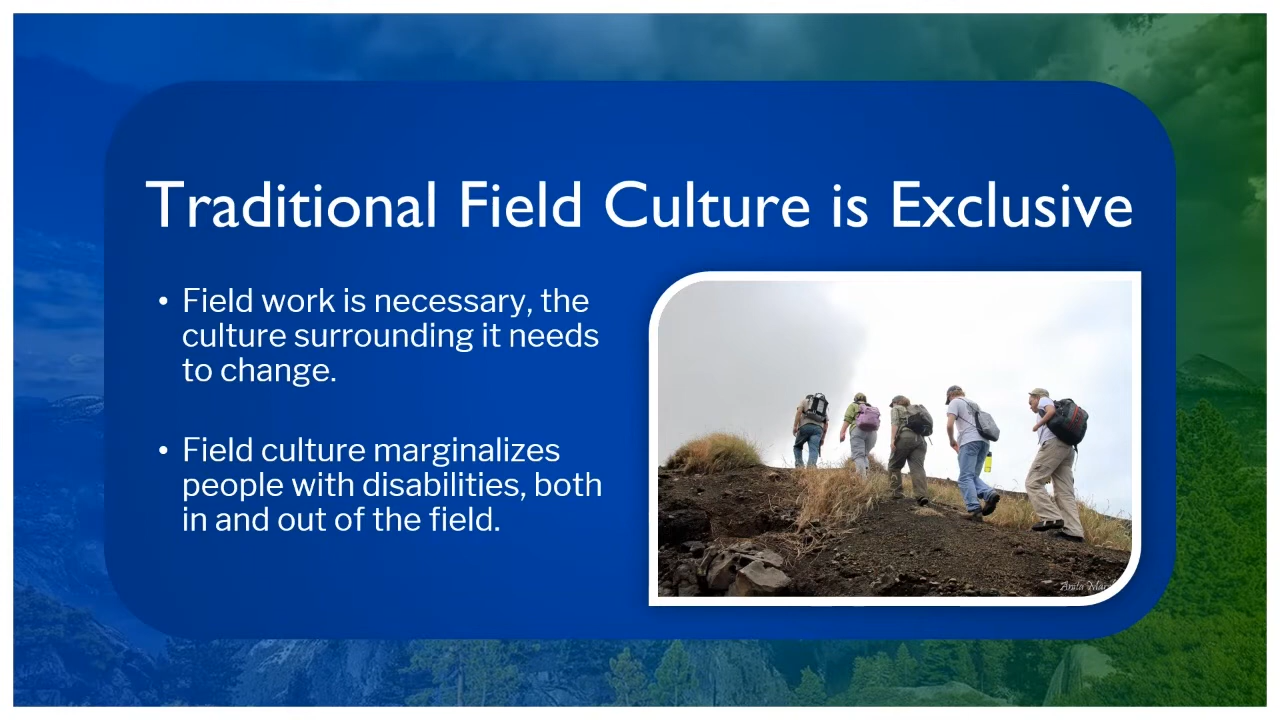 Traditional Field Culture is Exclusive
• Field work is necessary, the
culture surrounding it needs
to change.
• Field culture marginalizes
people with disabilities, both
in and out of the field.
Anita